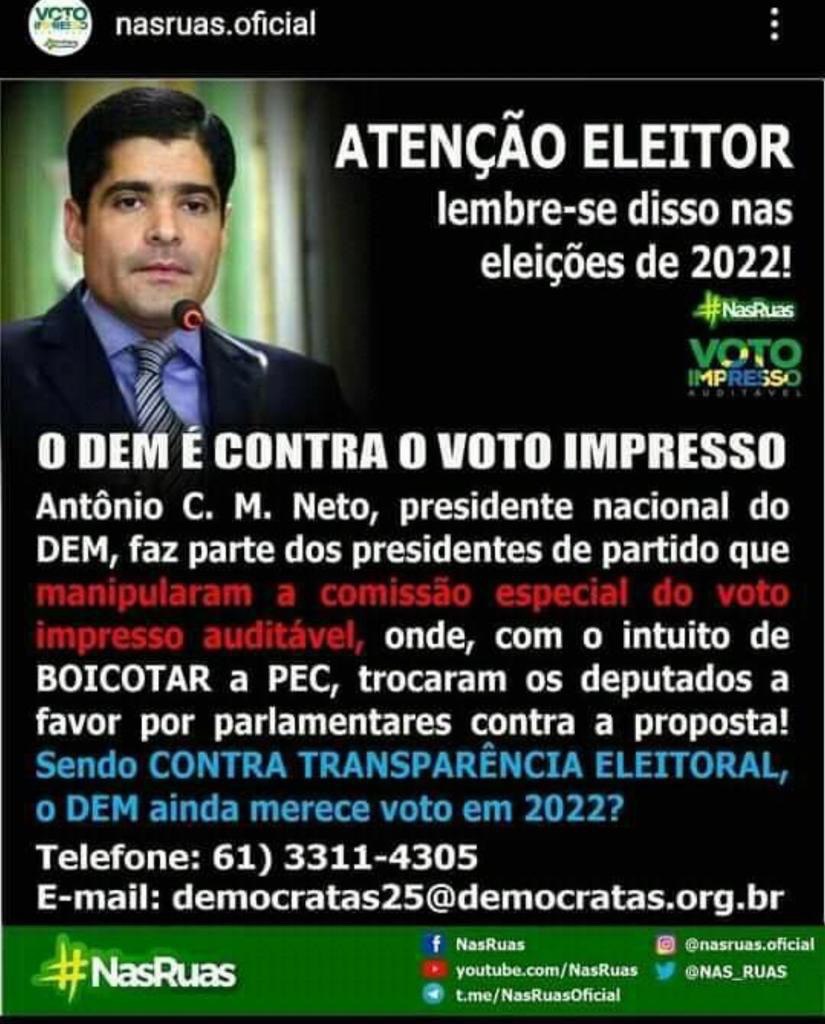 VOTO
IMPRESSO
nasruas.oficial
ATENÇÃO ELEITOR
lembre-se disso nas
eleições de 2022!
#NasRuas
VOTO
IMPRESSO
AUDITÁVEL
O DEM É CONTRA O VOTO IMPRESSO
Antônio C. M. Neto, presidente nacional do
DEM, faz parte dos presidentes de partido que
manipularam a comissão especial do voto
impresso auditável, onde, com o intuito de
BOICOTAR a PEC, trocaram os deputados a
favor por parlamentares contra a proposta!
Sendo CONTRA TRANSPARÊNCIA ELEITORAL,
o DEM ainda merece voto em 2022?
Telefone: 61) 3311-4305
E-mail: democratas25@democratas.org.br
#NasRuas
NasRuas
@nasruas.oficial
youtube.com/NasRuas
@NAS_RUAS
t.me/NasRuasOficial